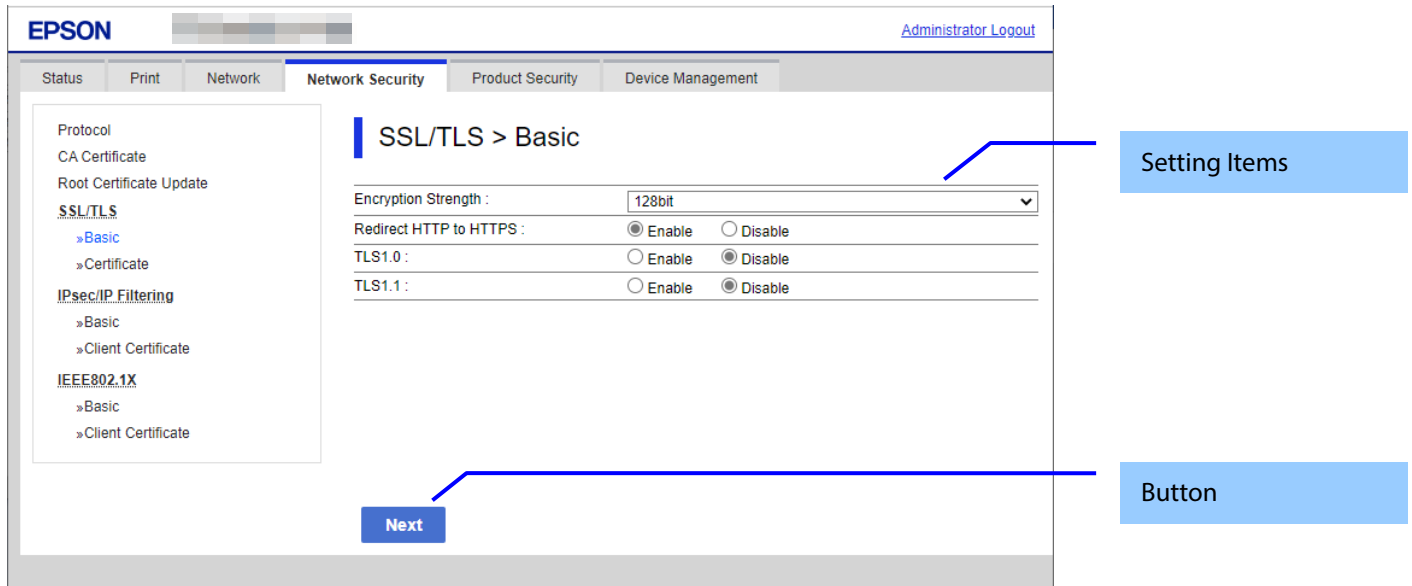 EPSON
Administrator Logout
Status Print Network Network Security Product Security Device Management
Protocol
CA Certificate
Root Certificate Update
SSL/TLS
»Basic
»Certificate
IPsec/IP Filtering
»Basic
»Client Certificate
IEEE802.1X
»Basic
»Client Certificate
SSL/TLS > Basic
Encryption Strength : 128bit
Redirect HTTP to HTTPS : Enable Disable
TLS1.0 : Enable Disable
TLS1.1 : Enable Disable
Next
Setting Items
Button